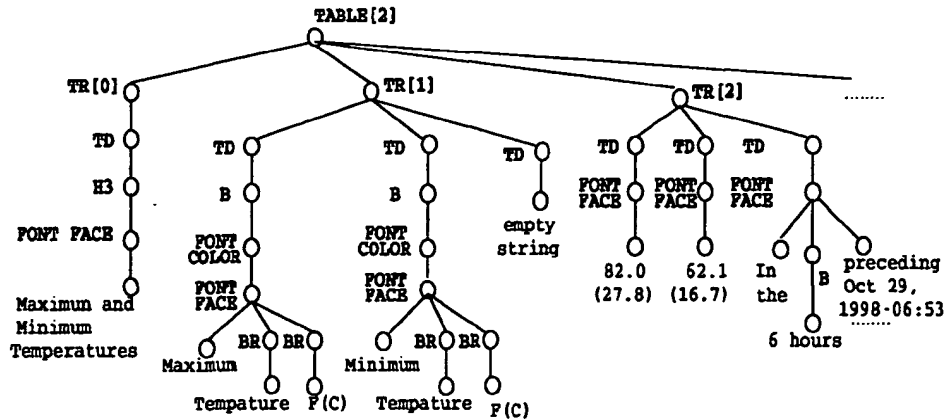 TABLE[2]
TR[0]
TR[1]
TR[2]
........
TD
TD
TD
TD
TD
TD
TD
H3
B
B
FONT FACE
FONT FACE
FONT FACE
FONT FACE
FONT COLOR
FONT COLOR
empty string
FONT FACE
FONT FACE
82.0 (27.8)
62.1 (16.7)
In the
B
preceding Oct 29, 1998-06:53
Maximun and
Minimum
Temperatures
BR
BR
BR
BR
Maximum
Minimum
6 hours
........
Tempature
F(C)
Tempature
F(C)